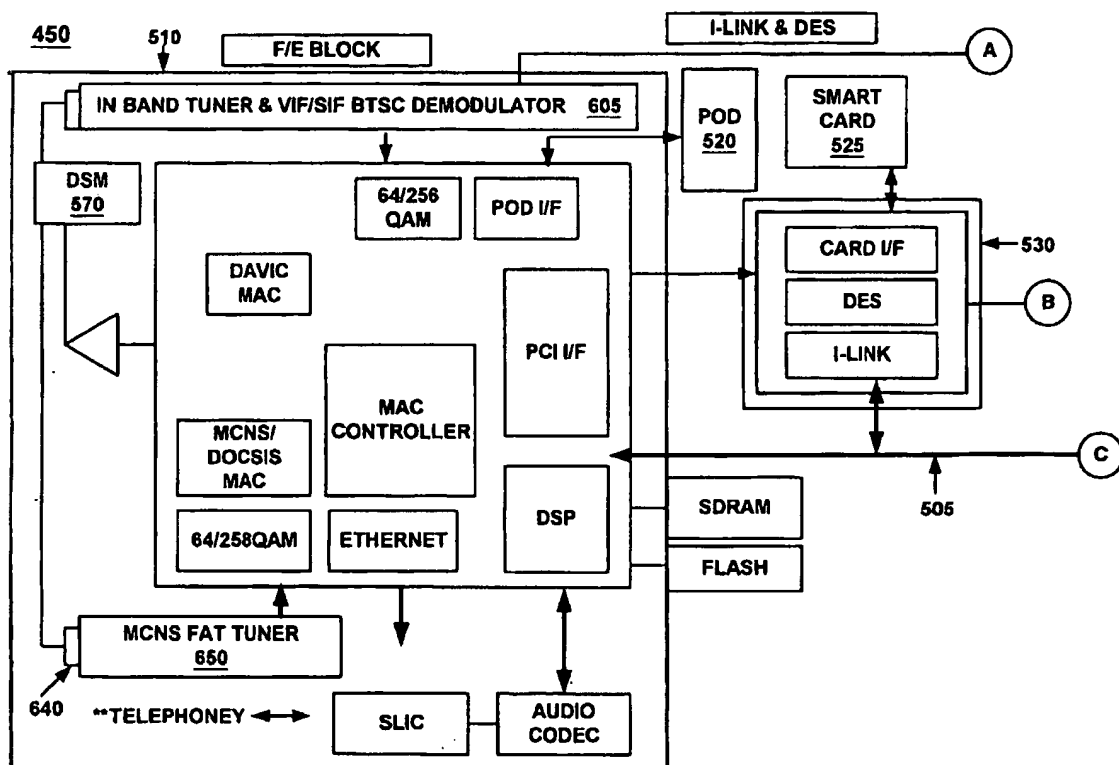 450
510
F/E BLOCK
I-LINK & DES
A
IN BAND TUNER & VIF/SIF BTSC DEMODULATOR 605
POD
520
SMART
CARD
525
DSM
570
64/256
QAM
POD I/F
DAVIC
MAC
CARD I/F
530
DES
B
I-LINK
PCI I/F
MAC
CONTROLLER
MCNS/
DOCSIS
MAC
C
505
DSP
SDRAM
64/258QAM
ETHERNET
FLASH
MCNS FAT TUNER
650
640
**TELEPHONEY
SLIC
AUDIO
CODEC